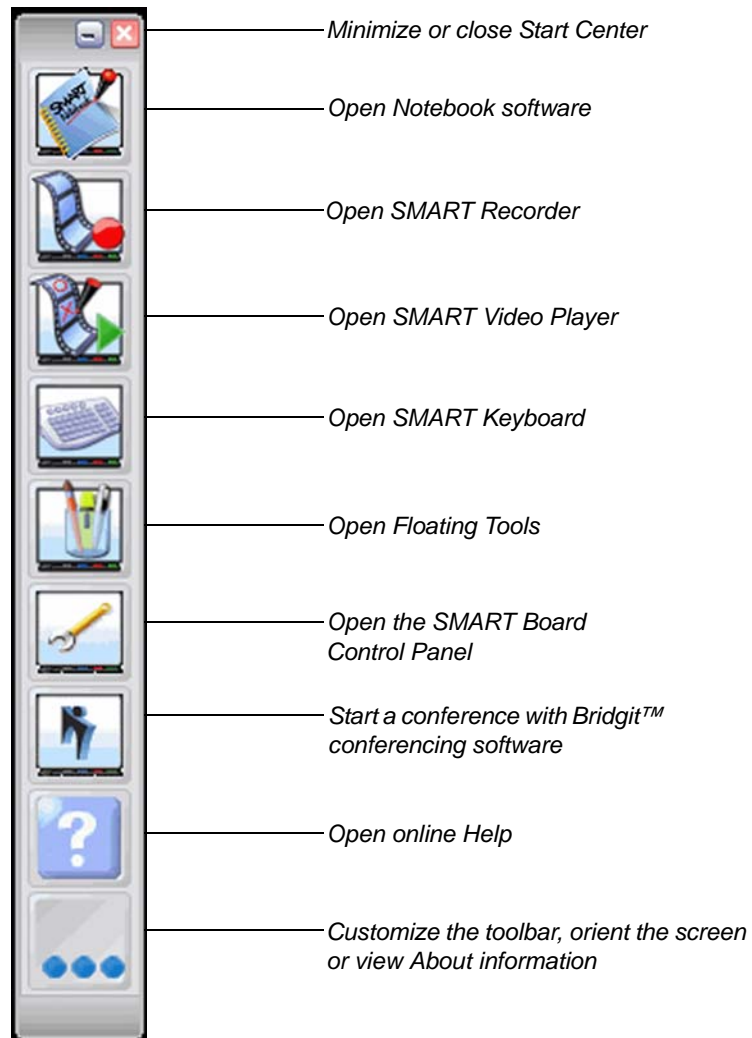 Minimize or close Start Center
SMART
Notebook
Open Notebook software
Open SMART Recorder
Open SMART Video Player
Open SMART Keyboard
Open Floating Tools
Open the SMART Board
Control Panel
Start a conference with Bridgit™
conferencing software
?
Open online Help
Customize the toolbar, orient the screen
or view About information